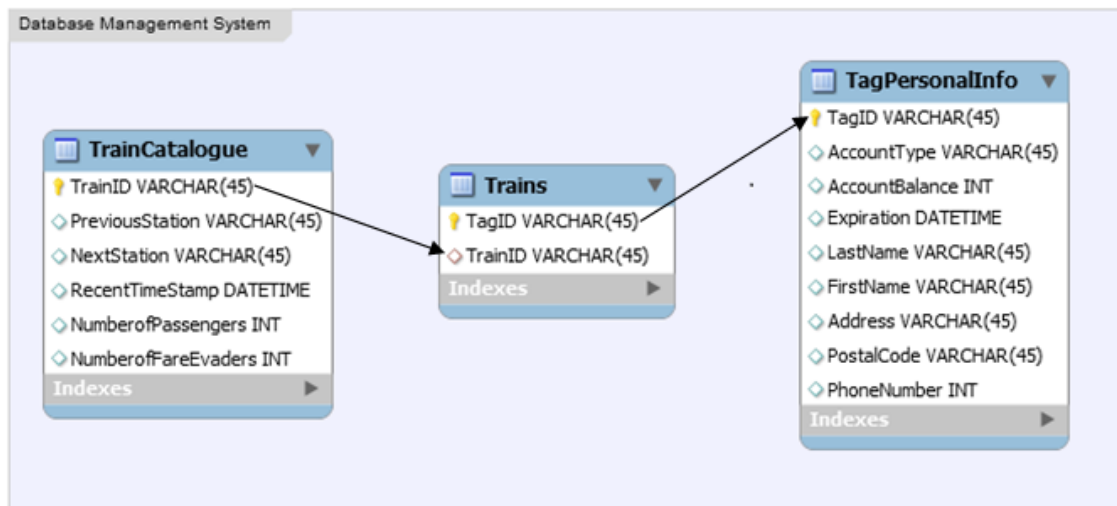 Database Management System
TrainCatalogue
TrainID VARCHAR(45)
PreviousStation VARCHAR(45)
NextStation VARCHAR(45)
RecentTimeStamp DATETIME
NumberofPassengers INT
NumberofFareEvaders INT
Indexes
Trains
TagID VARCHAR(45)
TrainID VARCHAR(45)
Indexes
TagPersonalInfo
TagID VARCHAR(45)
AccountType VARCHAR(45)
AccountBalance INT
Expiration DATETIME
LastName VARCHAR(45)
FirstName VARCHAR(45)
Address VARCHAR(45)
PostalCode VARCHAR(45)
PhoneNumber INT
Indexes